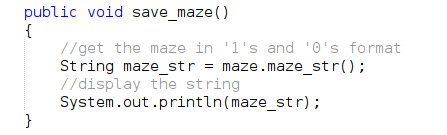 public void save_maze()
{
//get the maze in '1's and '0's format
String maze_str = maze.maze_str();
//display the string
System.out.println(maze_str);
}